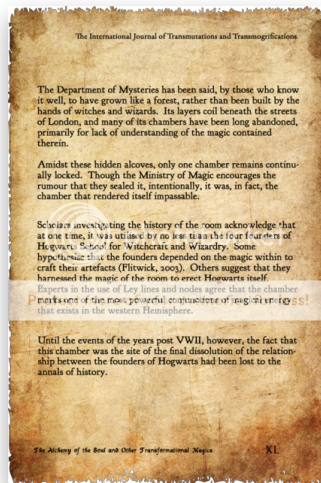 The International Journal of Transmutations and Transmogrifications
The Department of Mysteries has been said, by those who know
it well, to have grown like a forest, rather than been built by the
hands of witches and wizards. Its layers coil beneath the streets
of London, and many of its chambers have been long abandoned,
primarily for lack of understanding of the magic contained
therein.
Amidst these hidden alcoves, only one chamber remains continu-
ally locked. Though the Ministry of Magic encourages the
rumour that they sealed it, intentionally, it was, in fact, the
chamber that rendered itself impassable.
Scholars investigating the history of the room acknowledge that
at one time, it was utilised by no less than the four founders of
Hogwarts School for Witchcraft and Wizardry. Some
hypothesize that the founders depended on the magic within to
craft their artefacts (Flitwick, 2003). Others suggest that they
harnessed the magic of the room to erect Hogwarts itself.
Experts in the use of Ley lines and nodes agree that the chamber
marks one of the most powerful conjunctions of magical energy
that exists in the western Hemisphere.
Until the events of the years post VWII, however, the fact that
this chamber was the site of the final dissolution of the relation-
ship between the founders of Hogwarts had been lost to the
annals of history.
The Alchemy of the Soul and Other Transformational Magics
XL